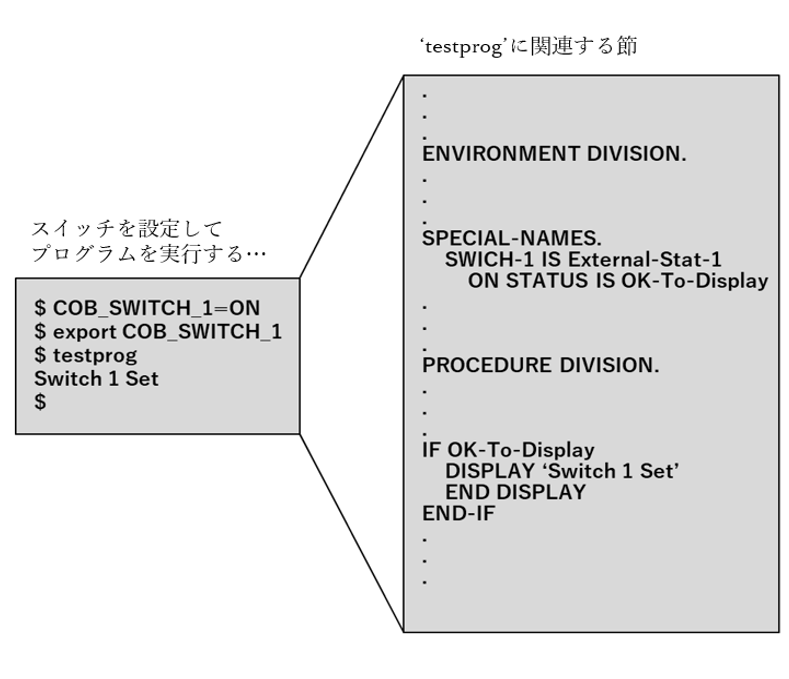 ‘testprog’に関連する節
スイッチを設定して
プログラムを実行する…
$ COB_SWITCH_1=ON
$ export COB_SWITCH_1
$ testprog
Switch 1 Set
$
.
.
.
ENVIRONMENT DIVISION.
.
.
.
SPECIAL-NAMES.
SWICH-1 IS External-Stat-1
ON STATUS IS OK-To-Display
.
.
.
PROCEDURE DIVISION.
.
.
.
IF OK-To-Display
DISPLAY ‘Switch 1 Set’
END DISPLAY
END-IF
.
.
.